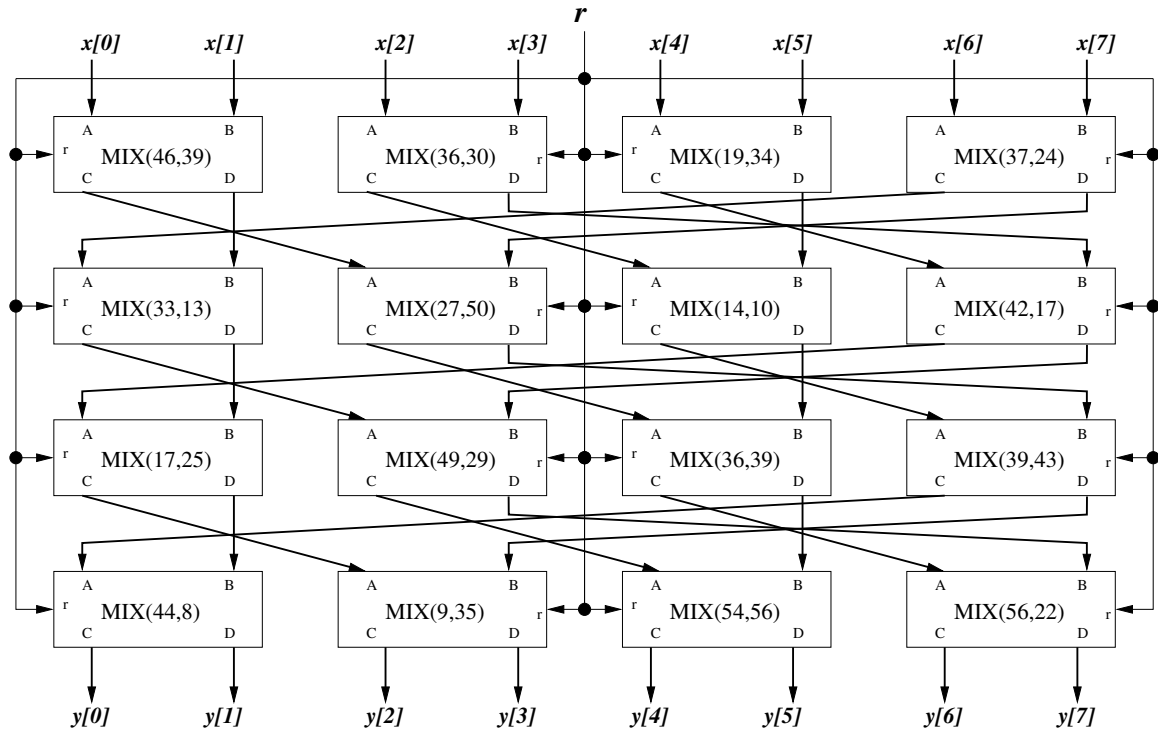 r
x[0] x[1] x[2] x[3] x[4] x[5] x[6] x[7]
A B A B A B A B
r MIX(46,39) MIX(36,30) r r MIX(19,34) MIX(37,24) r
C D C D C D C D
A B A B A B A B
r MIX(33,13) MIX(27,50) r r MIX(14,10) MIX(42,17) r
C D C D C D C D
A B A B A B A B
r MIX(17,25) MIX(49,29) r r MIX(36,39) MIX(39,43) r
C D C D C D C D
A B A B A B A B
r MIX(44,8) MIX(9,35) r r MIX(54,56) MIX(56,22) r
C D C D C D C D
y[0] y[1] y[2] y[3] y[4] y[5] y[6] y[7]